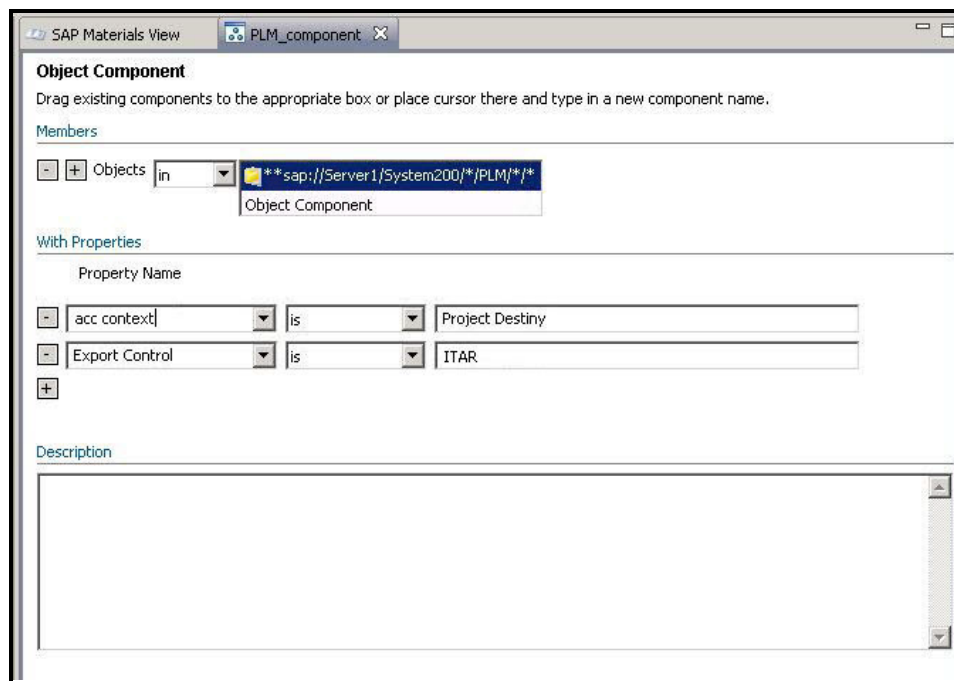 SAP Materials View PLM_component
Object Component
Drag existing components to the appropriate box or place cursor there and type in a new component name.
Members
- + Objects in **sap://Server1/System200/*/PLM/*/*
Object Component
With Properties
Property Name
- acc context is Project Destiny
- Export Control is ITAR
+
Description